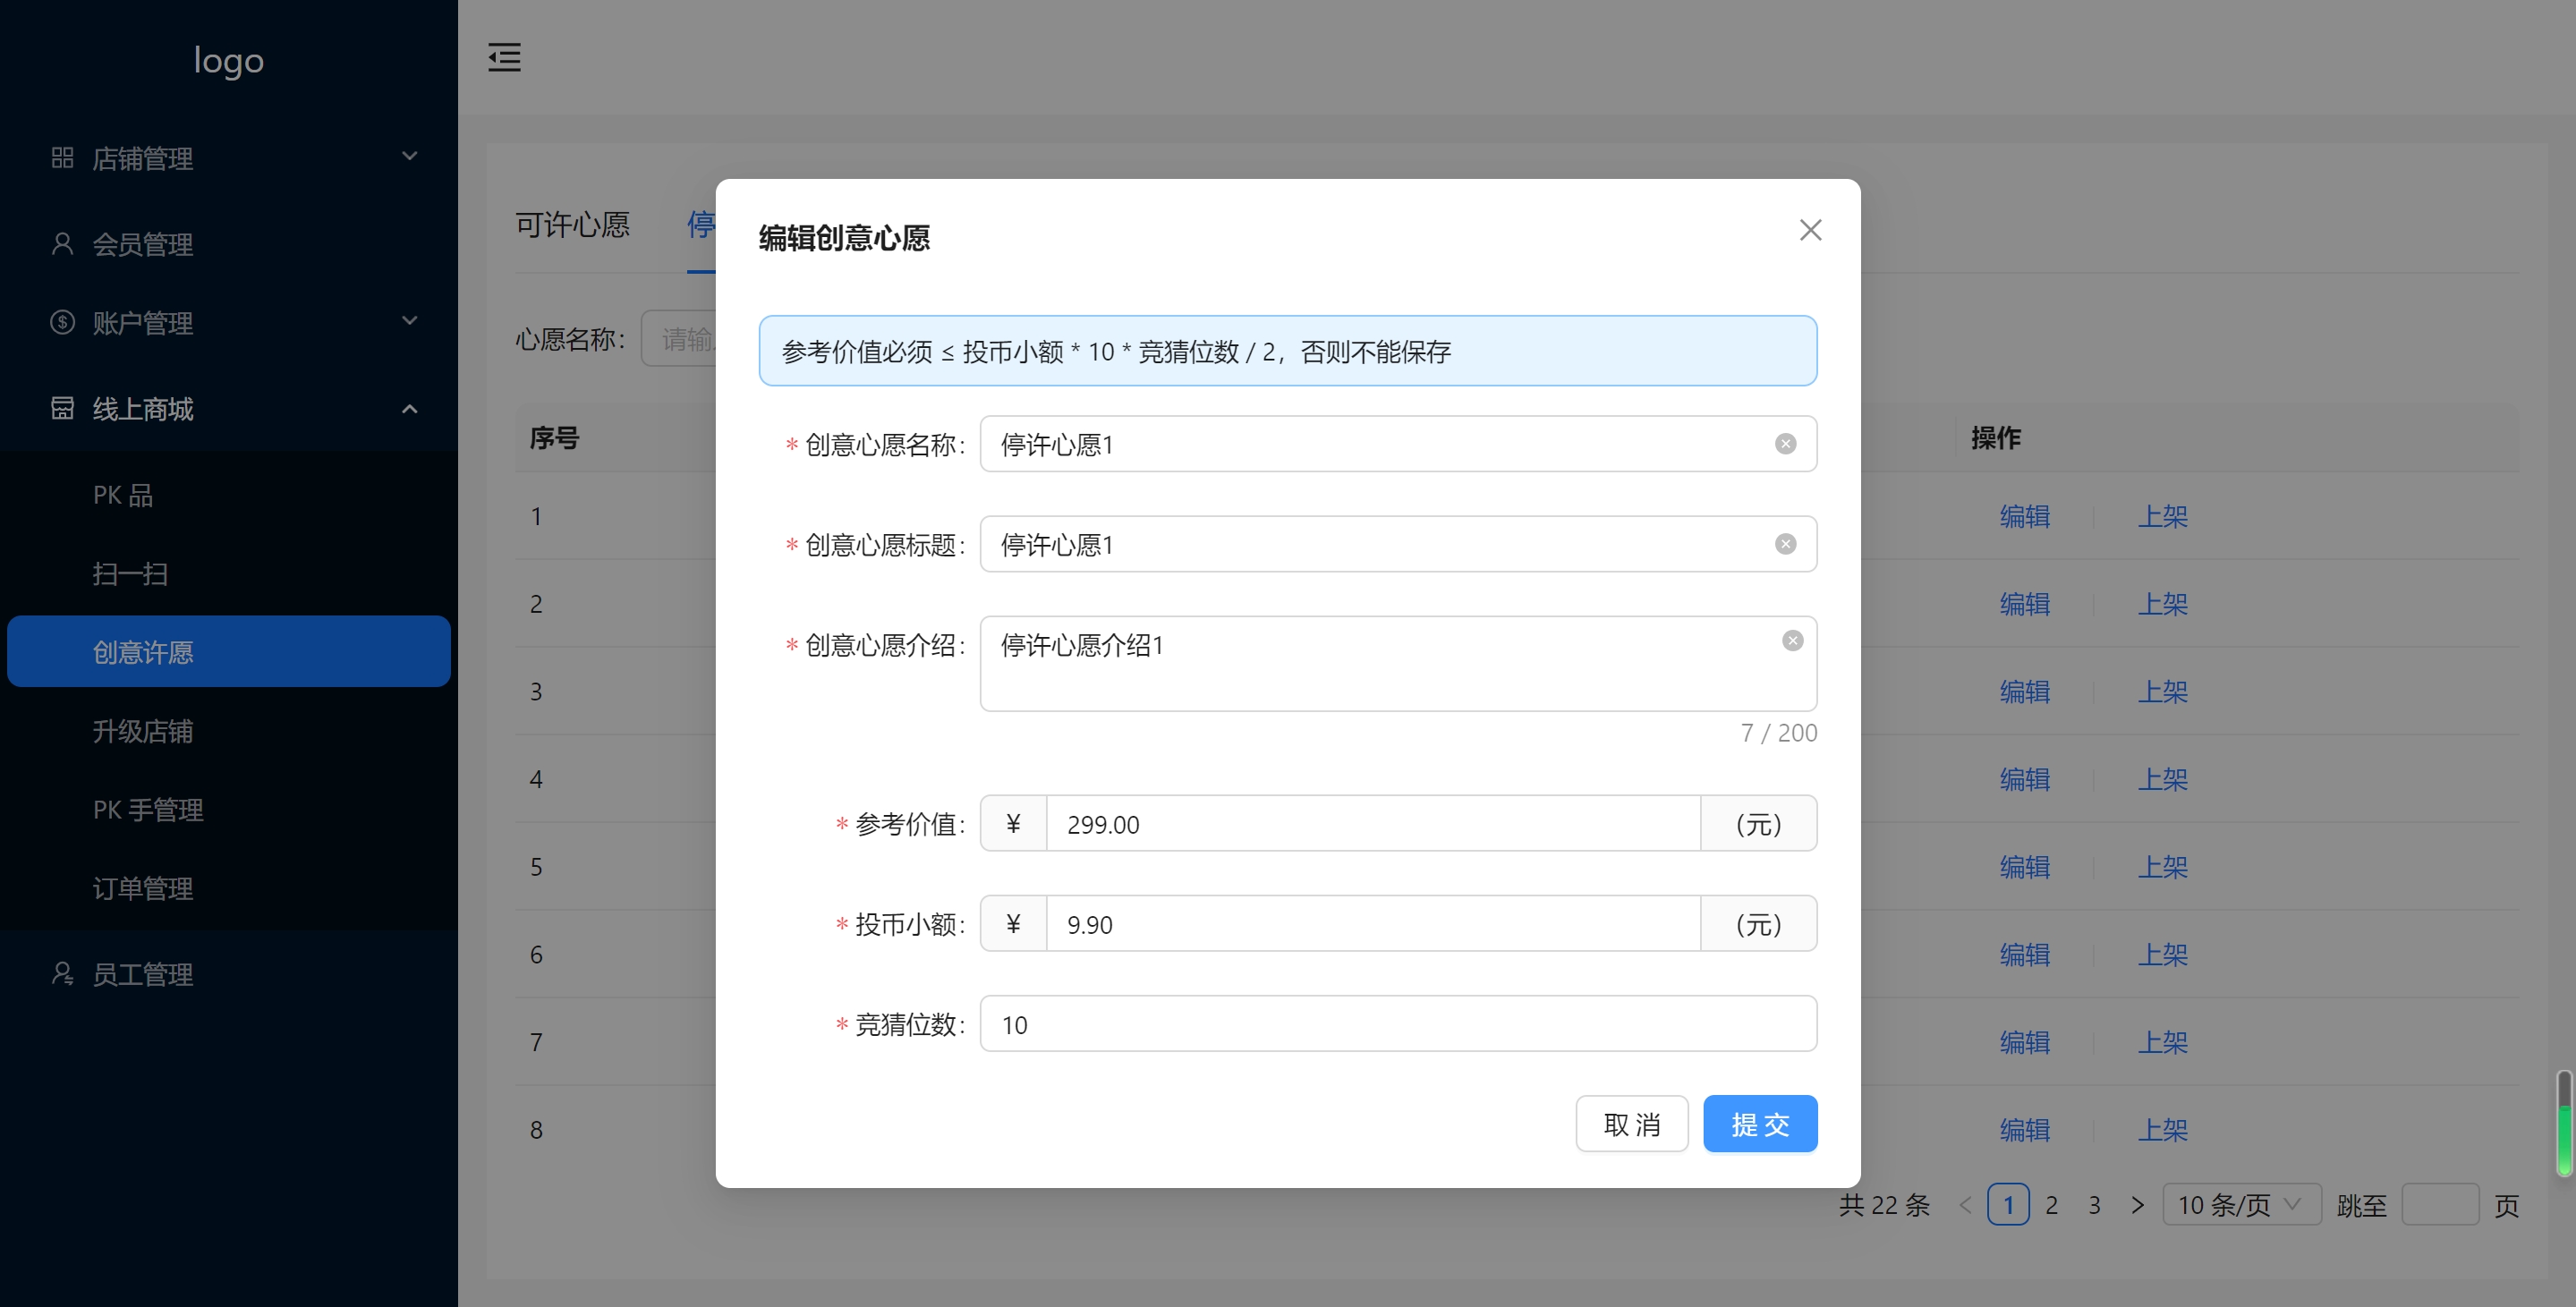 logo
店铺管理
会员管理
账户管理
线上商城
PK 品
扫一扫
创意许愿
升级店铺
PK 手管理
订单管理
员工管理
可许心愿 停
心愿名称: 请输
序号 操作
1 编辑 上架
2 编辑 上架
3 编辑 上架
4 编辑 上架
5 编辑 上架
6 编辑 上架
7 编辑 上架
8 编辑 上架
共 22 条 < 1 2 3 > 10 条/页 跳至 页
编辑创意心愿
参考价值必须 ≤ 投币小额 * 10 * 竞猜位数 / 2，否则不能保存
* 创意心愿名称: 停许心愿1
* 创意心愿标题: 停许心愿1
* 创意心愿介绍: 停许心愿介绍1
7 / 200
* 参考价值: ¥ 299.00 (元)
* 投币小额: ¥ 9.90 (元)
* 竞猜位数: 10
取 消 提 交